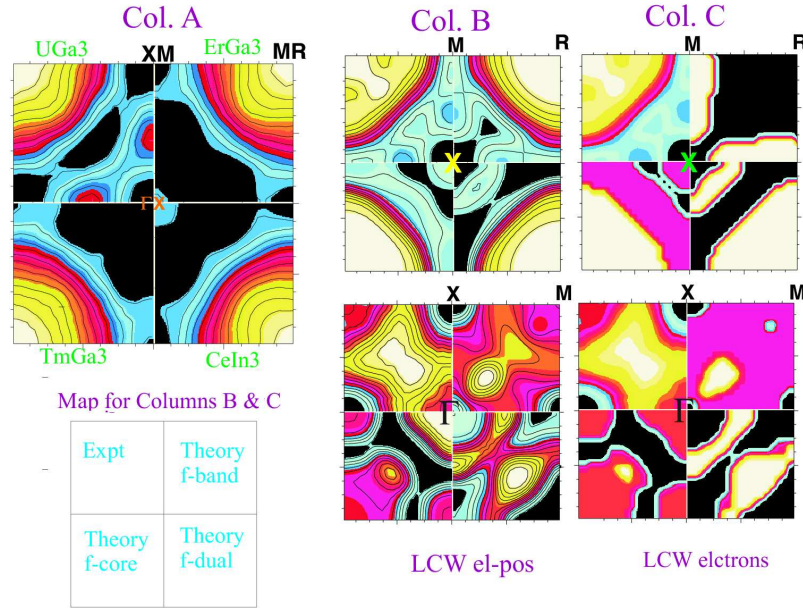 Col. A
Col. B
Col. C
UGa3
XM
ErGa3
MR
M
R
M
R
X
X
ΓX
TmGa3
CeIn3
X
M
X
M
Γ
Γ
Map for Columns B & C
Expt
Theory
f-band
Theory
f-core
Theory
f-dual
LCW el-pos
LCW elctrons